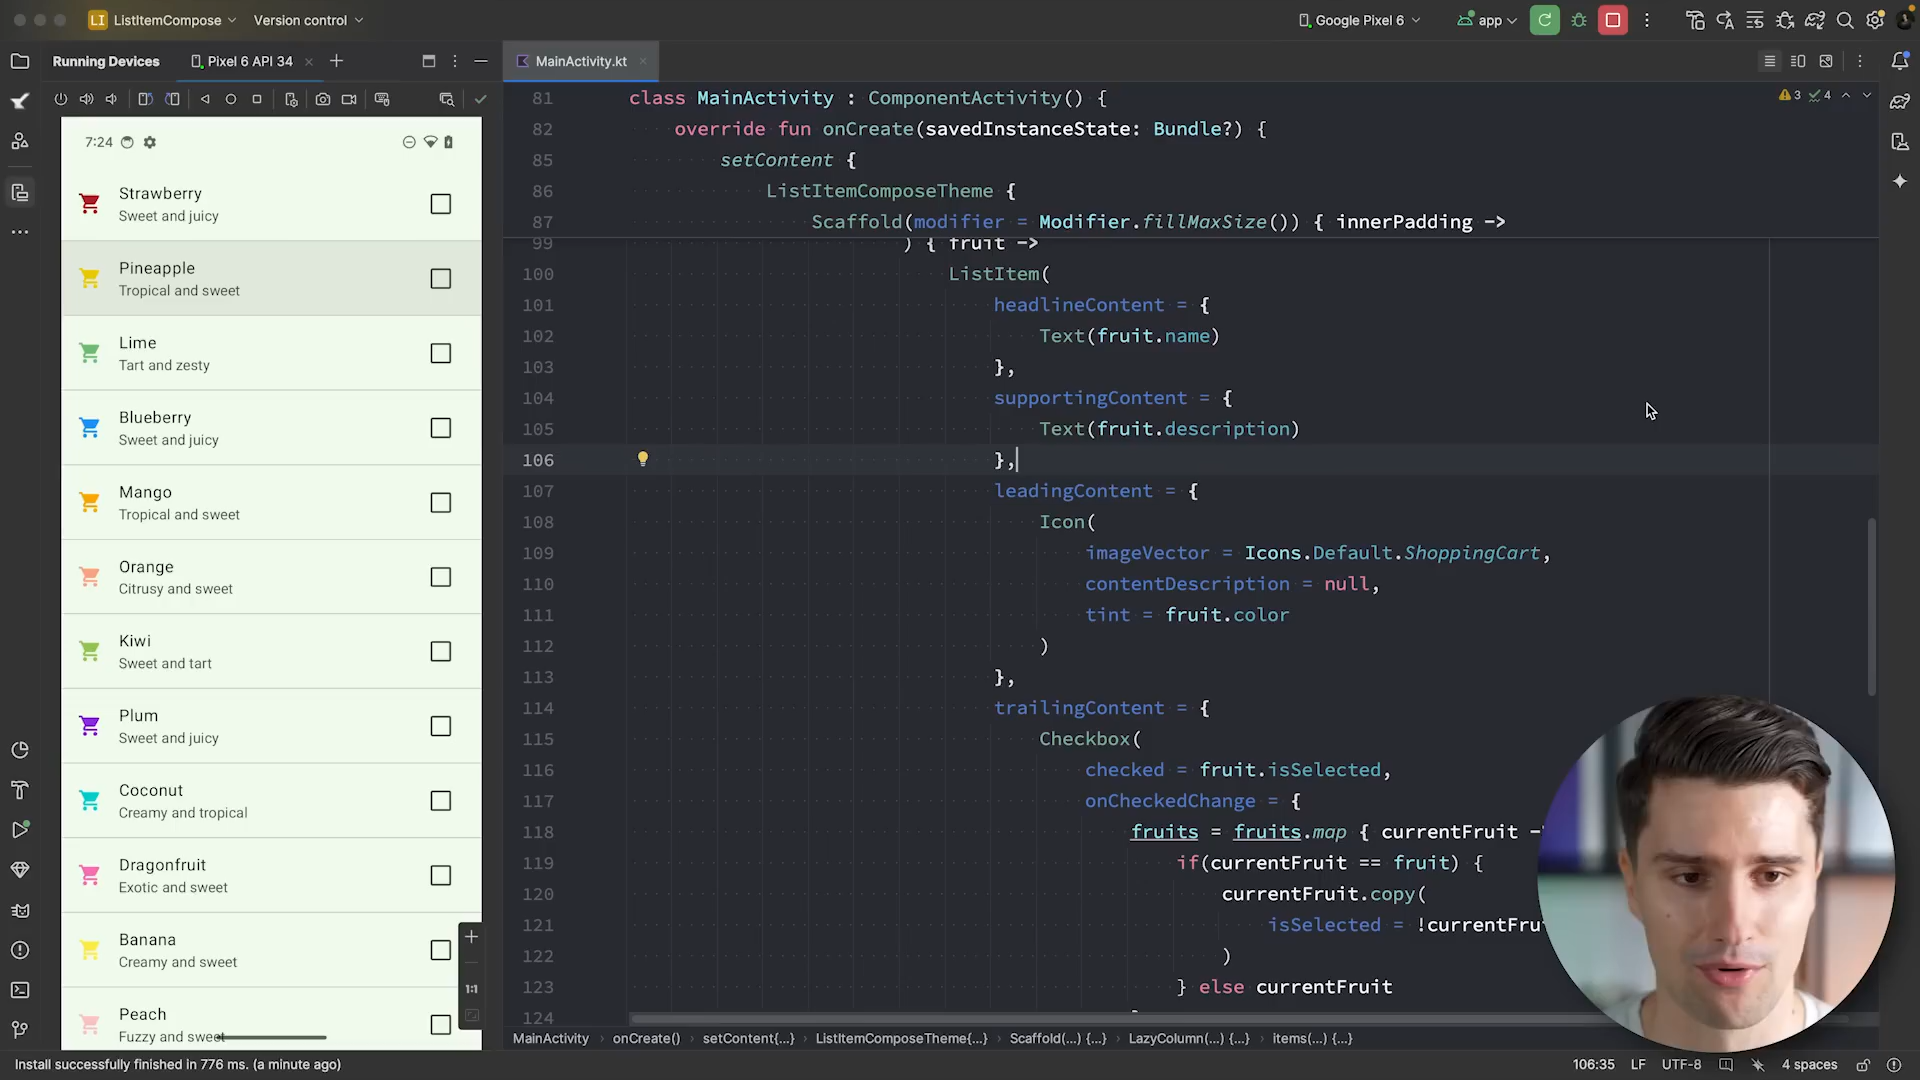 LI ListItemCompose Version control
Google Pixel 6 app
Running Devices Pixel 6 API 34
MainActivity.kt
3 4
7:24
Strawberry
Sweet and juicy
Pineapple
Tropical and sweet
Lime
Tart and zesty
Blueberry
Sweet and juicy
Mango
Tropical and sweet
Orange
Citrusy and sweet
Kiwi
Sweet and tart
Plum
Sweet and juicy
Coconut
Creamy and tropical
Dragonfruit
Exotic and sweet
Banana
Creamy and sweet
Peach
Fuzzy and sweet
1:1
81 class MainActivity : ComponentActivity() {
82 override fun onCreate(savedInstanceState: Bundle?) {
85 setContent {
86 ListItemComposeTheme {
87 Scaffold(modifier = Modifier.fillMaxSize()) { innerPadding ->
99 ) { fruit ->
100 ListItem(
101 headlineContent = {
102 Text(fruit.name)
103 },
104 supportingContent = {
105 Text(fruit.description)
106 },
107 leadingContent = {
108 Icon(
109 imageVector = Icons.Default.ShoppingCart,
110 contentDescription = null,
111 tint = fruit.color
112 )
113 },
114 trailingContent = {
115 Checkbox(
116 checked = fruit.isSelected,
117 onCheckedChange = {
118 fruits = fruits.map { currentFruit -
119 if(currentFruit == fruit) {
120 currentFruit.copy(
121 isSelected = !currentFru
122 )
123 } else currentFruit
124
MainActivity onCreate() setContent{...} ListItemComposeTheme{...} Scaffold(...) {...} LazyColumn(...) {...} items(...) {...}
Install successfully finished in 776 ms. (a minute ago)
106:35 LF UTF-8 4 spaces